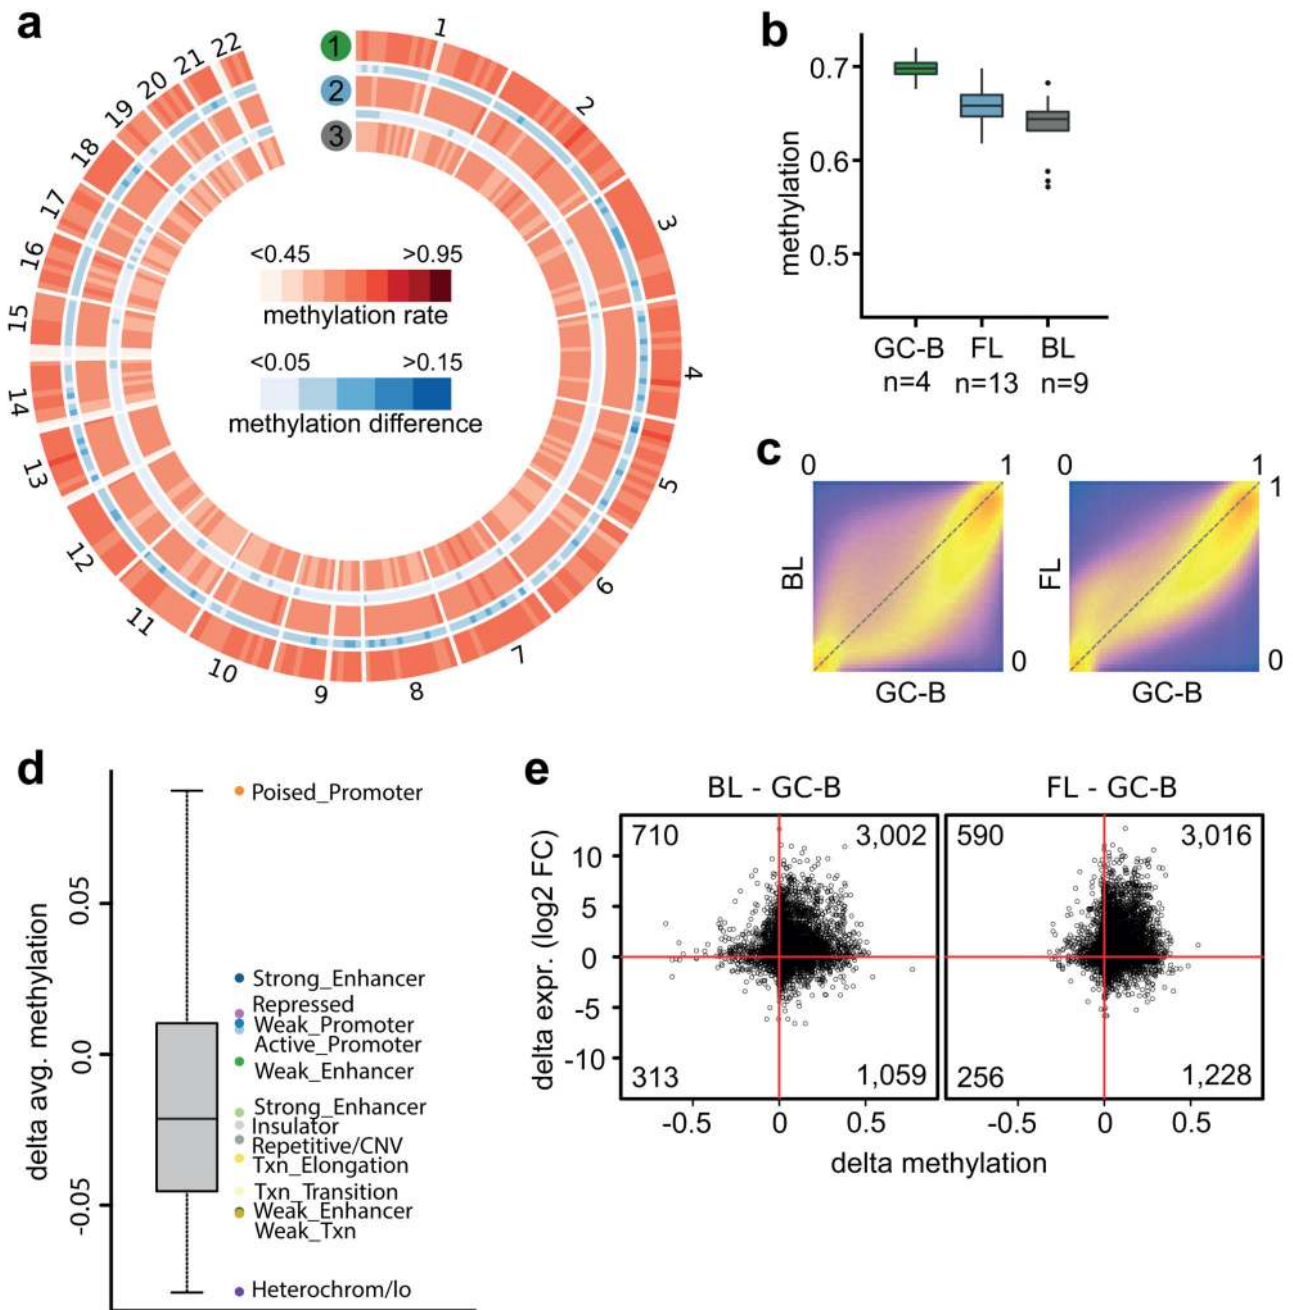 a
1
2
3
1
2
3
4
5
6
7
8
9
10
11
12
13
14
15
16
17
18
19
20
21
22
<0.45 >0.95
methylation rate
<0.05 >0.15
methylation difference
b
methylation
0.7
0.6
0.5
GC-B FL BL
n=4 n=13 n=9
c
0 1
BL
0
GC-B
0 1
1
FL
0
GC-B
d
delta avg. methylation
0.05
0.0
-0.05
Poised_Promoter
Strong_Enhancer
Repressed
Weak_Promoter
Active_Promoter
Weak_Enhancer
Strong_Enhancer
Insulator
Repetitive/CNV
Txn_Elongation
Txn_Transition
Weak_Enhancer
Weak_Txn
Heterochrom/lo
e
BL - GC-B FL - GC-B
delta expr. (log2 FC)
10
5
0
-5
-10
710 3,002
313 1,059
590 3,016
256 1,228
-0.5 0 0.5 -0.5 0 0.5
delta methylation